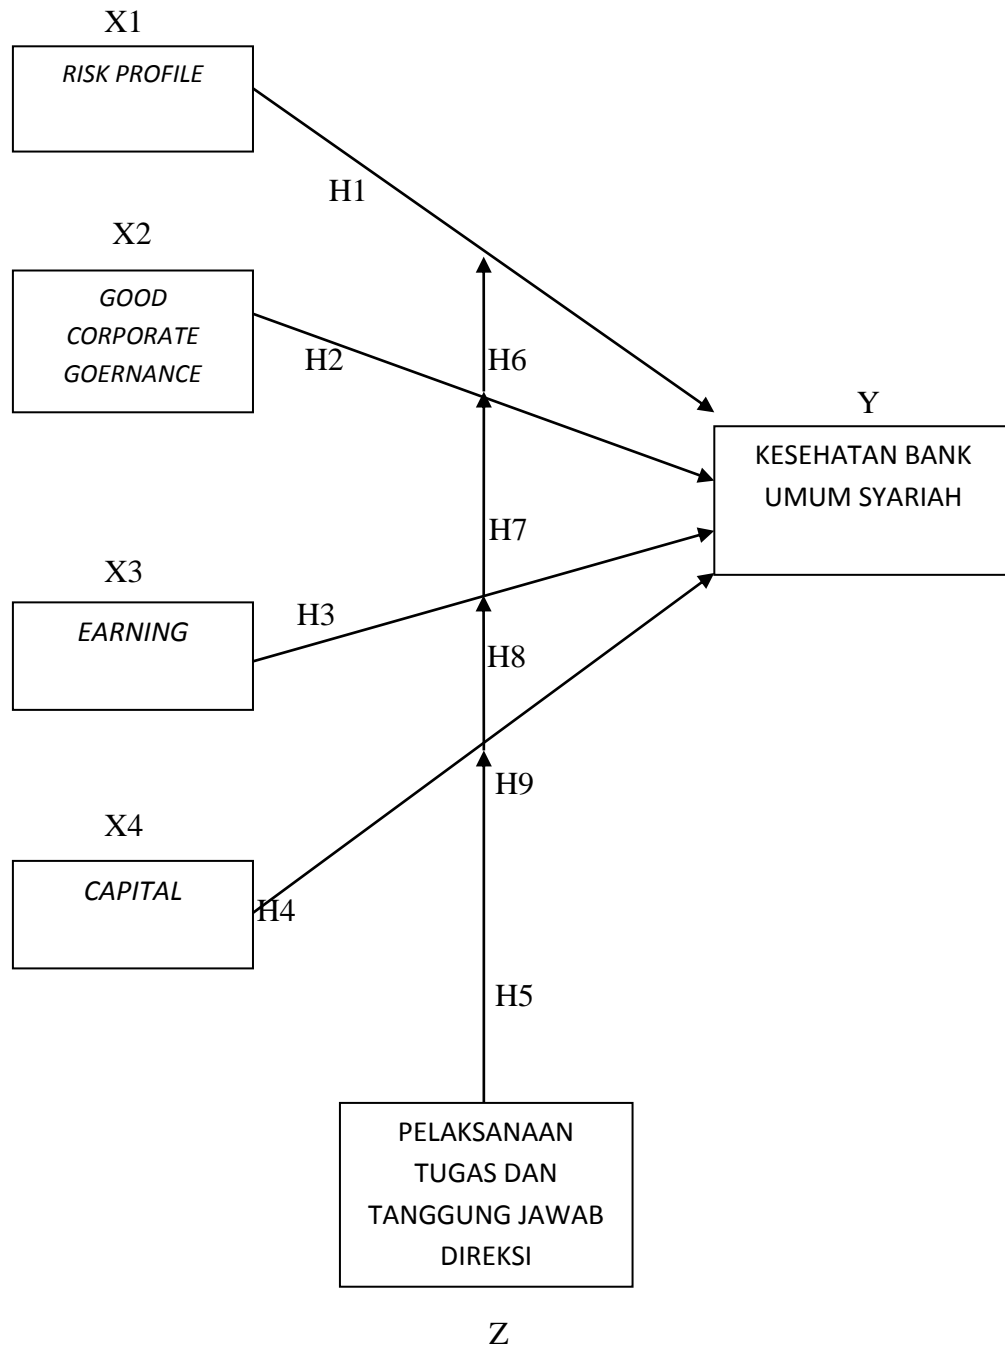 X1
RISK PROFILE
H1
X2
GOOD
CORPORATE
GOERNANCE
H2
H6
Y
KESEHATAN BANK
UMUM SYARIAH
H7
X3
EARNING
H3
H8
H9
X4
CAPITAL
H4
H5
PELAKSANAAN
TUGAS DAN
TANGGUNG JAWAB
DIREKSI
Z